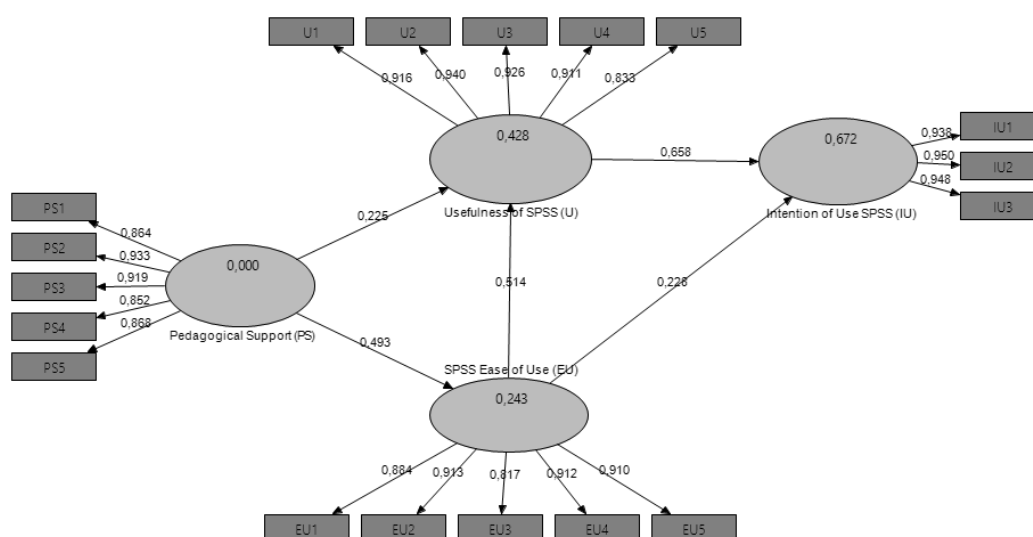 U1
U2
U3
U4
U5
0,916
0,940
0,926
0,911
0,833
0,428
Usefulness of SPSS (U)
0,658
0,672
Intention of Use SPSS (IU)
0,938
0,950
0,948
IU1
IU2
IU3
PS1
PS2
PS3
PS4
PS5
0,864
0,933
0,919
0,852
0,868
0,000
Pedagogical Support (PS)
0,225
0,493
0,514
0,226
SPSS Ease of Use (EU)
0,243
0,884
0,913
0,817
0,912
0,910
EU1
EU2
EU3
EU4
EU5